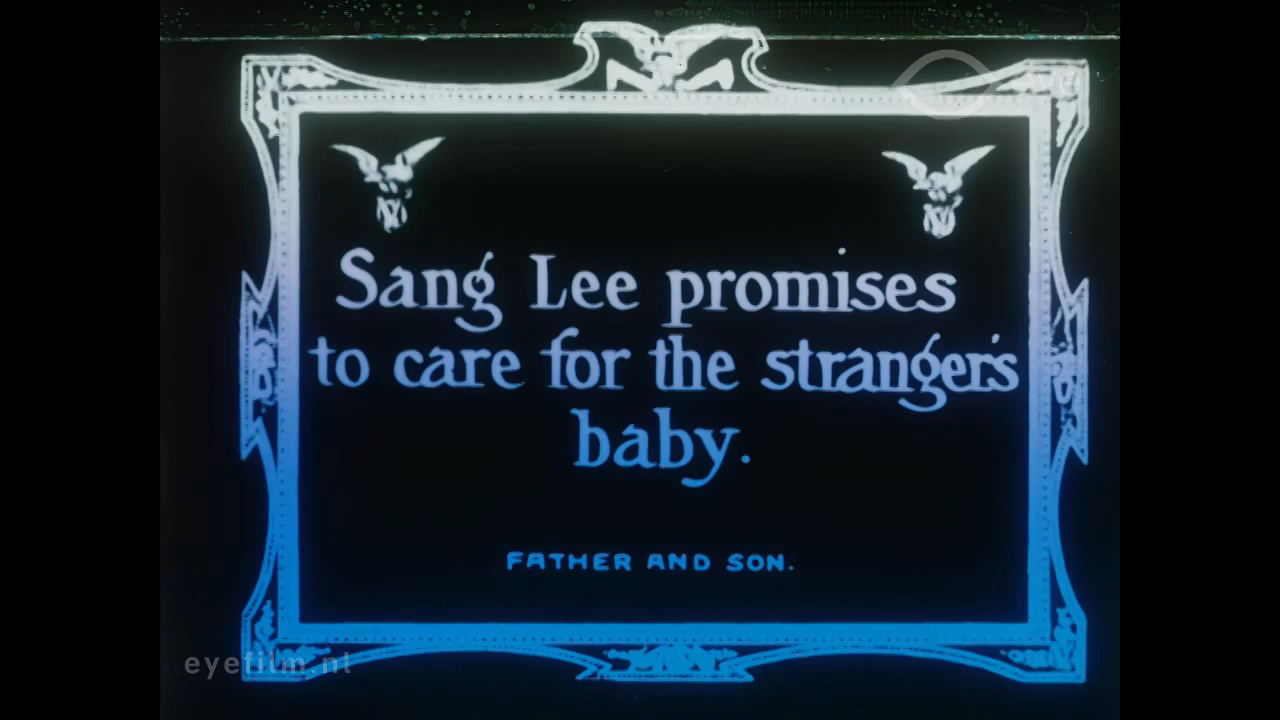 Sang Lee promises
to care for the stranger's
baby.
FATHER AND SON.
eyefilm.nl